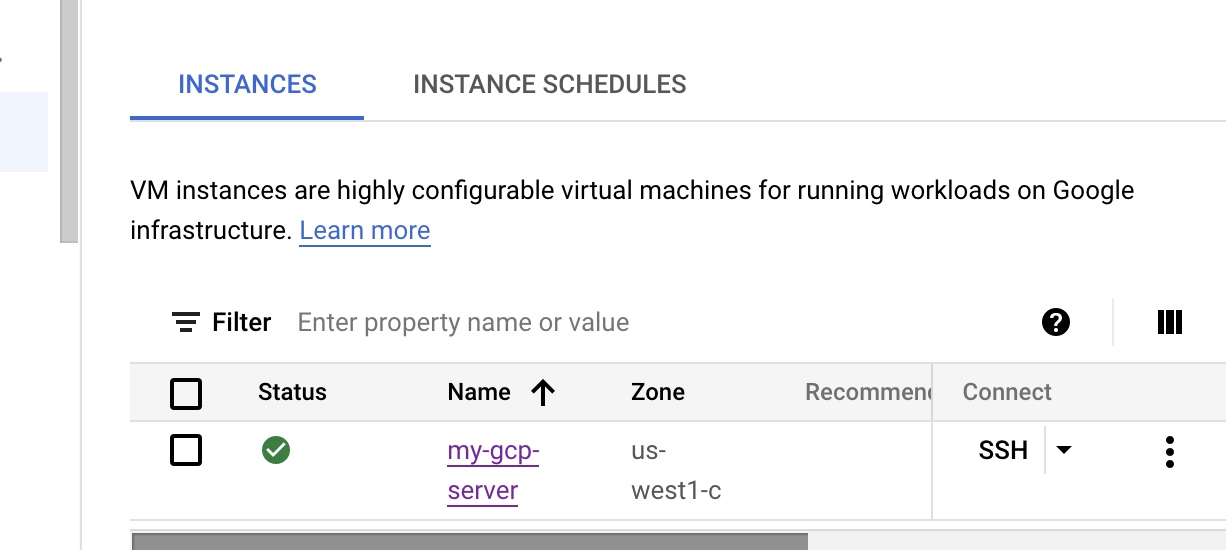 INSTANCES INSTANCE SCHEDULES
VM instances are highly configurable virtual machines for running workloads on Google
infrastructure. Learn more
Filter Enter property name or value
Status Name Zone Recommend Connect
my-gcp- us- SSH
server west1-c